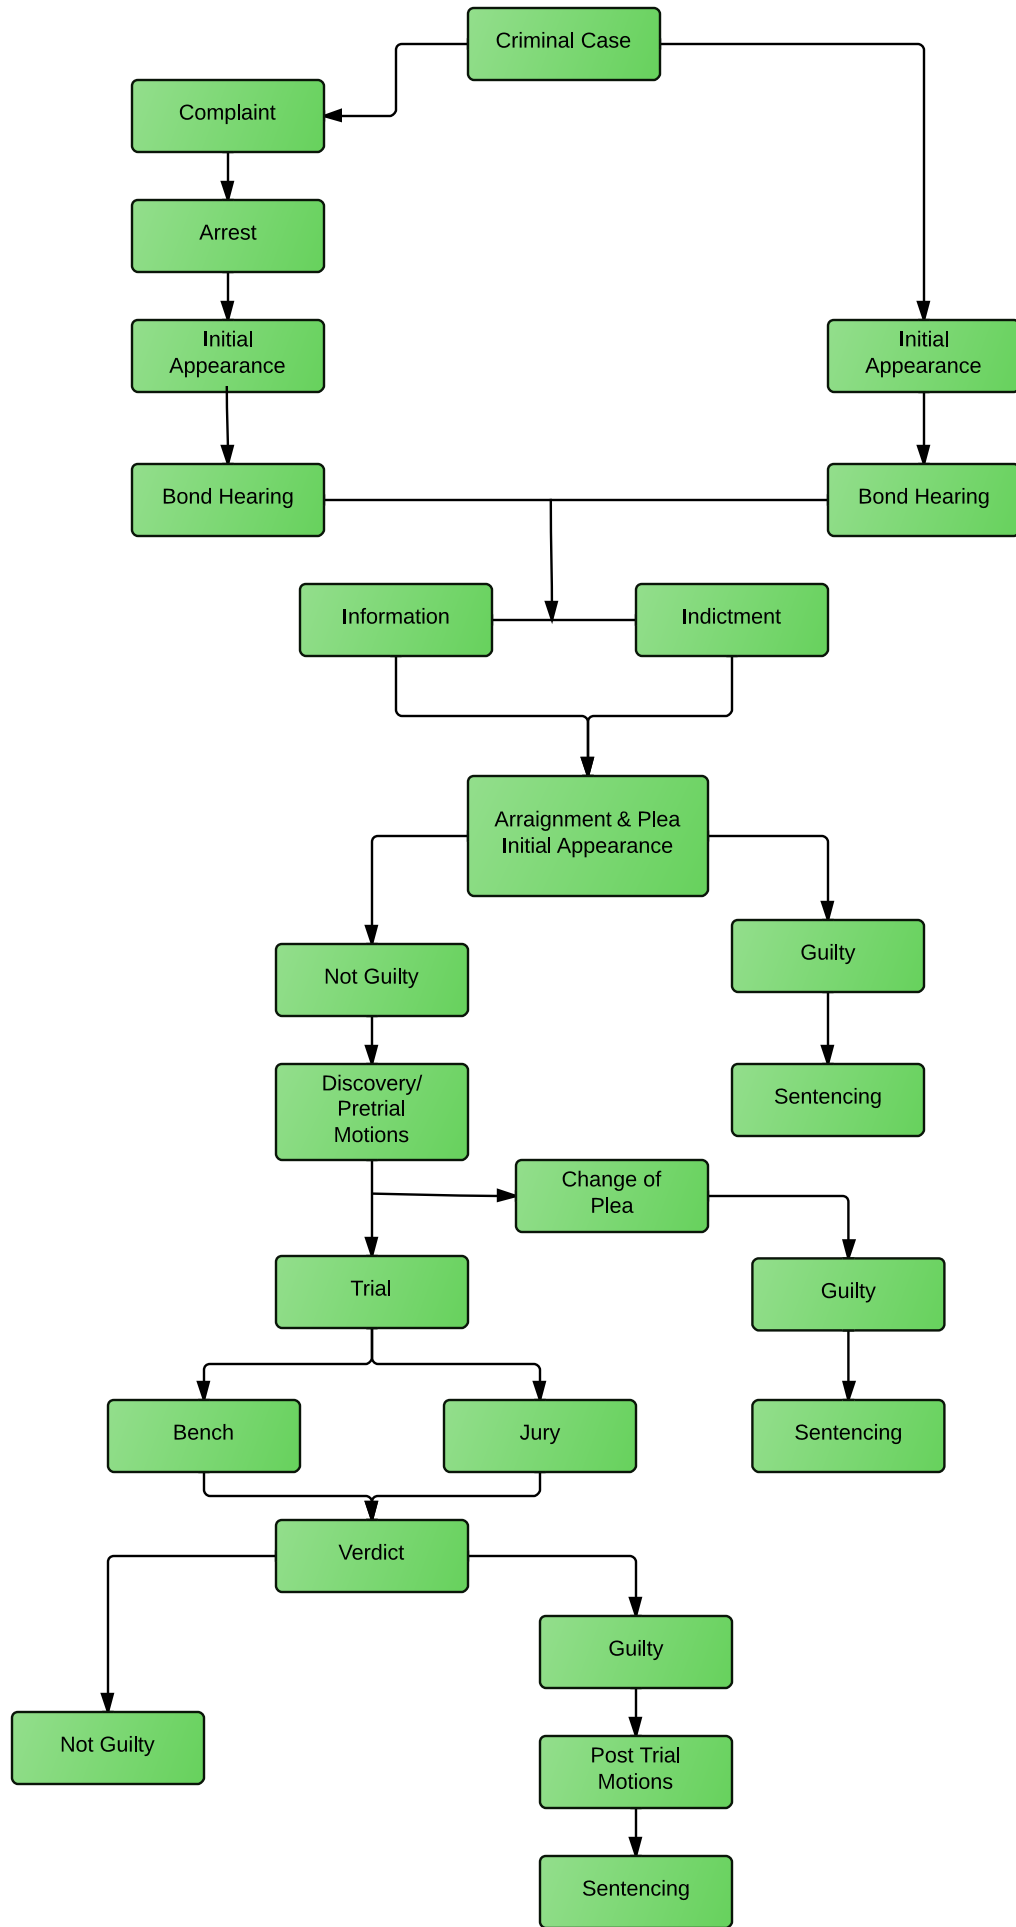 Criminal Case
Complaint
Arrest
Initial
Appearance
Initial
Appearance
Bond Hearing
Bond Hearing
Information
Indictment
Arraignment & Plea
Initial Appearance
Guilty
Not Guilty
Discovery/
Pretrial
Motions
Sentencing
Change of
Plea
Trial
Guilty
Bench
Jury
Sentencing
Verdict
Guilty
Not Guilty
Post Trial
Motions
Sentencing